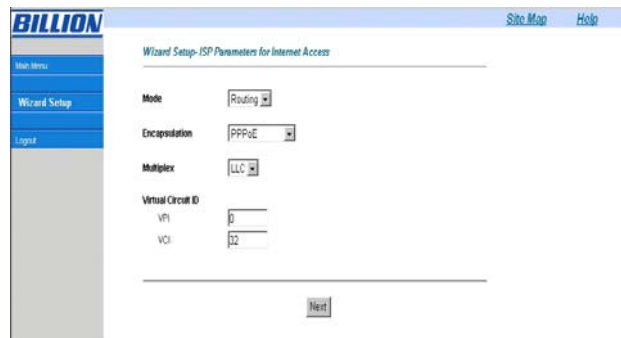 BILLION
Site Map Help
Wizard Setup- ISP Parameters for Internet Access
Main Menu
Wizard Setup
Logout
Mode Routing
Encapsulation PPPoE
Multiplex LLC
Virtual Circuit ID
VPI 0
VCI 32
Next